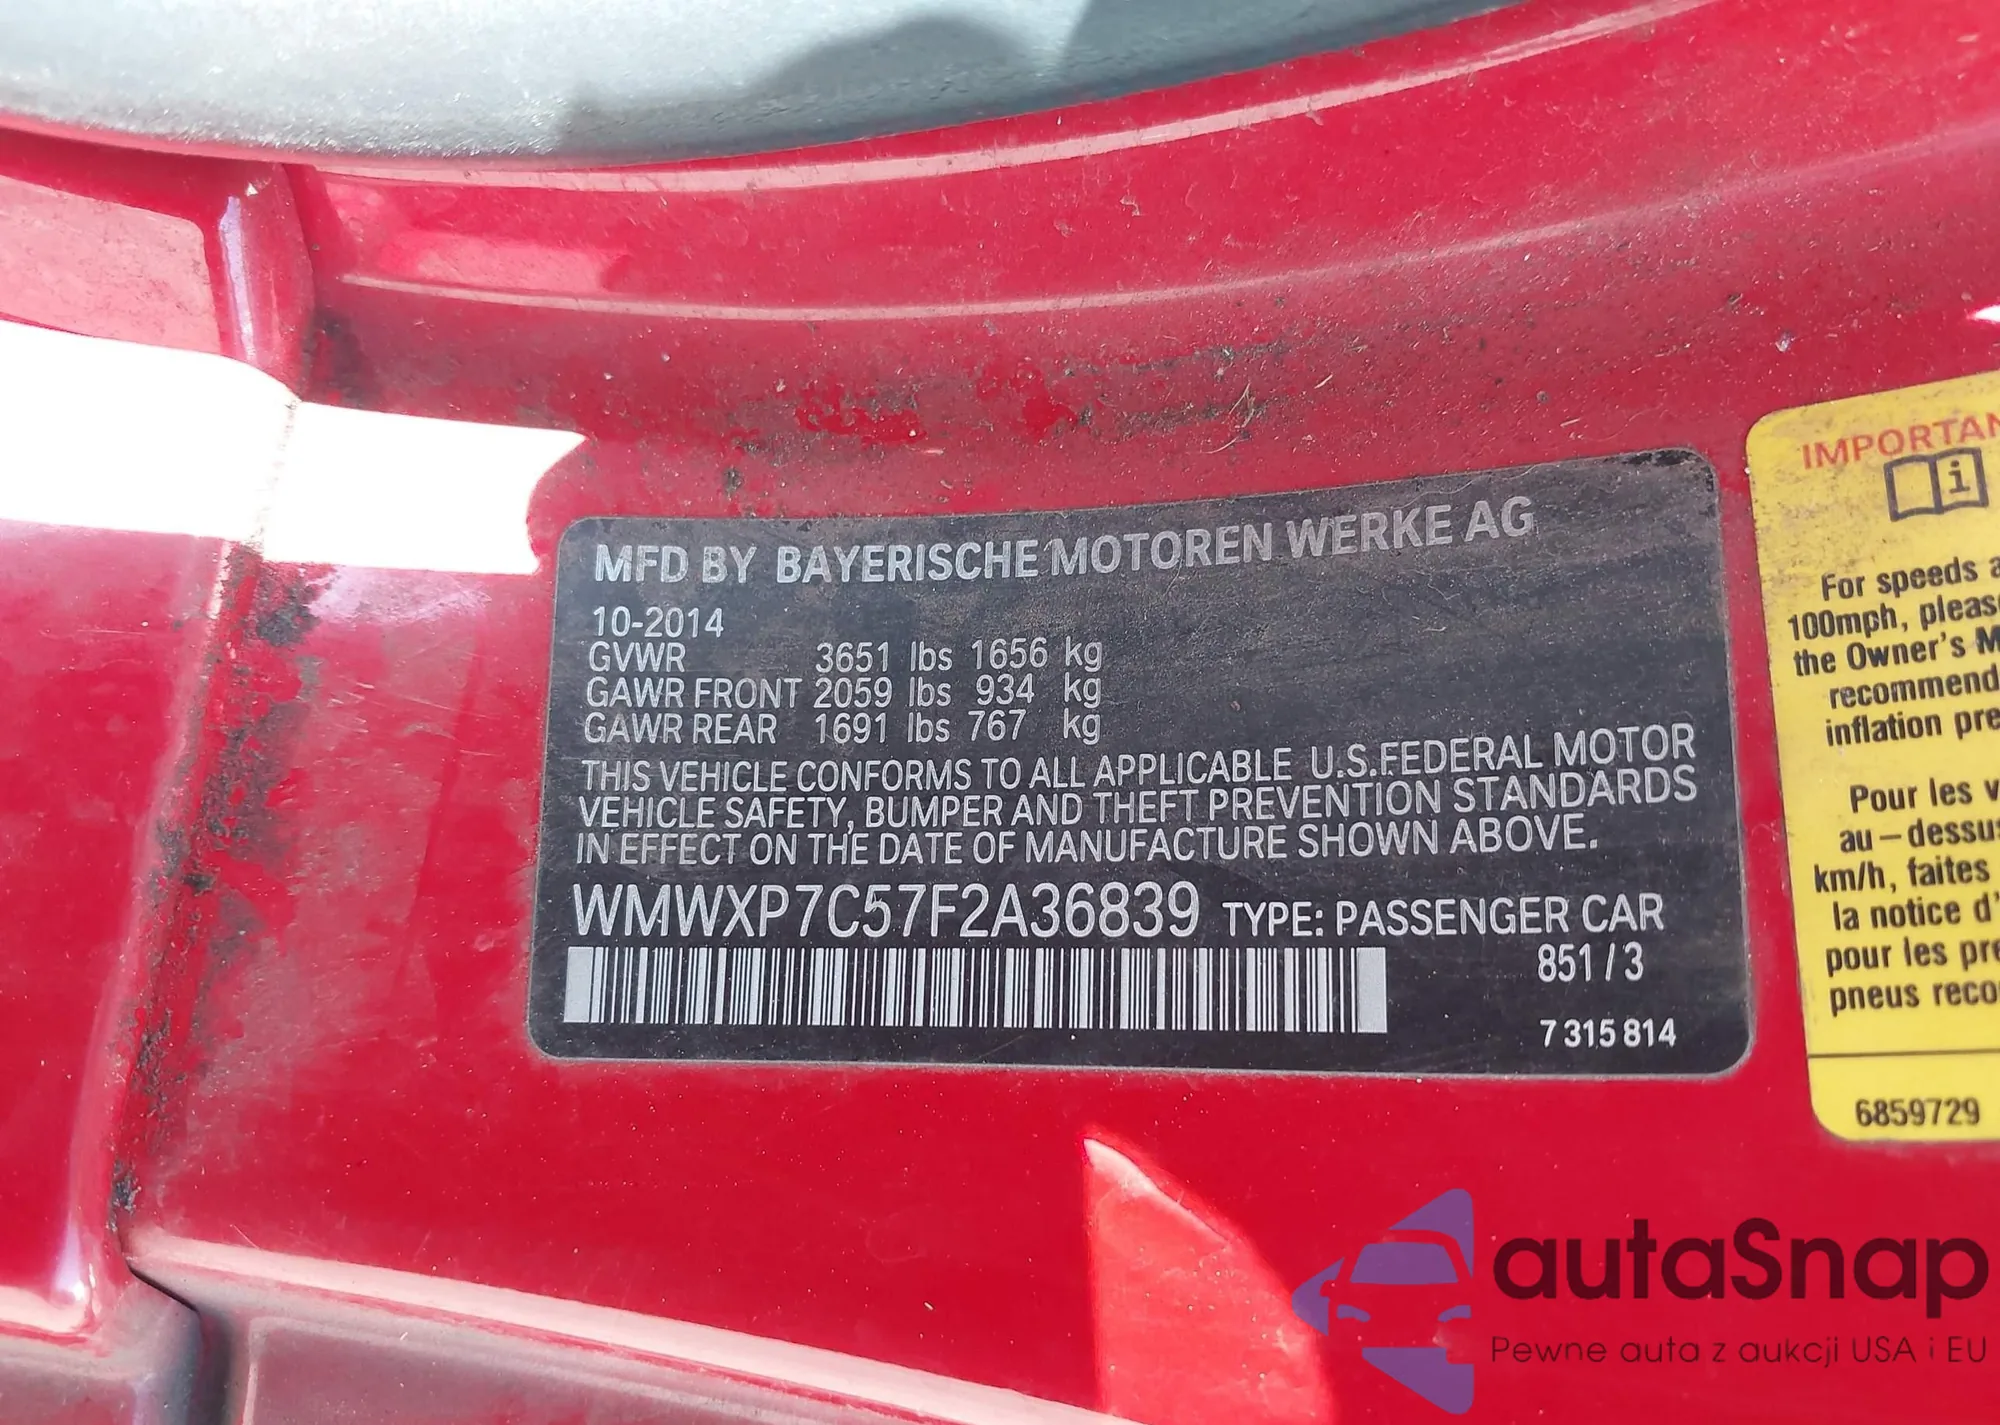 MFD BY BAYERISCHE MOTOREN WERKE AG
10-2014
GVWR 3651 lbs 1656 kg
GAWR FRONT 2059 lbs 934 kg
GAWR REAR 1691 lbs 767 kg
THIS VEHICLE CONFORMS TO ALL APPLICABLE U.S.FEDERAL MOTOR
VEHICLE SAFETY, BUMPER AND THEFT PREVENTION STANDARDS
IN EFFECT ON THE DATE OF MANUFACTURE SHOWN ABOVE.
WMWXP7C57F2A36839 TYPE: PASSENGER CAR
851 / 3
7 315 814
IMPORTAN
i
For speeds a
100mph, pleas
the Owner's M
recommend
inflation pre
Pour les v
au-dessu
km/h, faites
la notice d'
pour les pre
pneus reco
6859729
autaSnap
Pewne auta z aukcji USA i EU